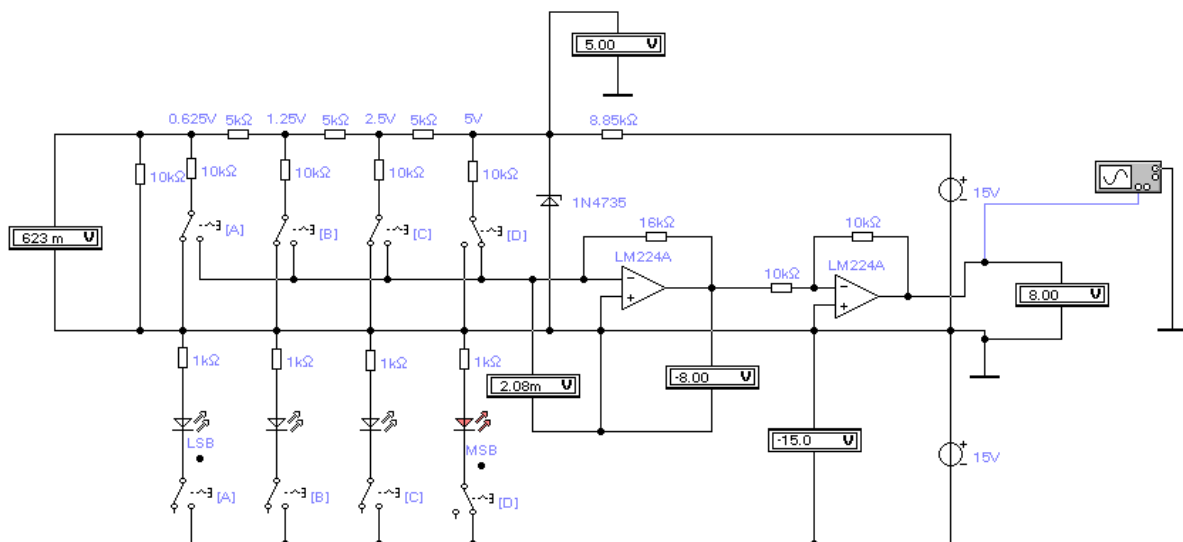 5.00 V
0.625V 5kΩ 1.25V 5kΩ 2.5V 5kΩ 5V 8.85kΩ
10kΩ 10kΩ 10kΩ 10kΩ 10kΩ
15V
1N4735
623 m V
[A] [B] [C] [D]
16kΩ 10kΩ
LM224A LM224A
10kΩ
8.00 V
1kΩ 1kΩ 1kΩ 1kΩ
2.08m V
-8.00 V
-15.0 V
LSB MSB
15V
[A] [B] [C] [D]